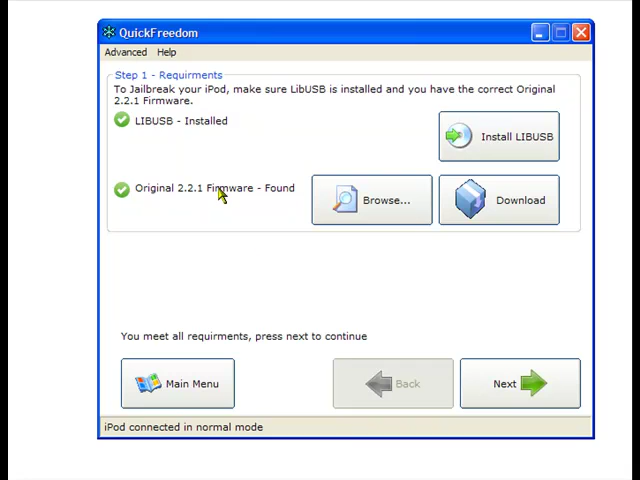 QuickFreedom
Advanced Help
Step 1 - Requirments
To Jailbreak your iPod, make sure LibUSB is installed and you have the correct Original
2.2.1 Firmware.
LIBUSB - Installed
Install LIBUSB
Original 2.2.1 Firmware - Found
Browse...
Download
You meet all requirments, press next to continue
Main Menu
Back
Next
iPod connected in normal mode